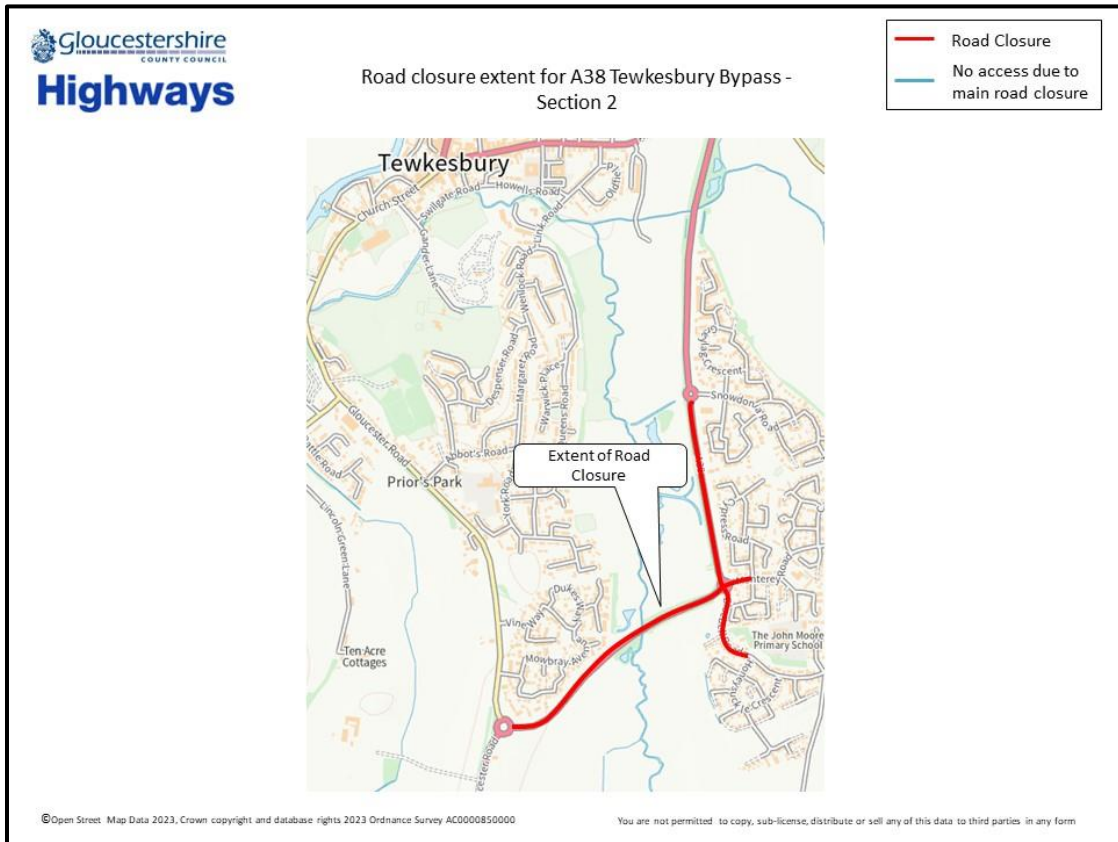 Gloucestershire
COUNTY COUNCIL
Highways
Road closure extent for A38 Tewkesbury Bypass -
Section 2
Road Closure
No access due to
main road closure
Tewkesbury
Church Street
Swilgate Road
Howells Road
Gander Lane
Link Road
Wenlock Road
Despenser Road
Margaret Road
Warwick Place
Queens Road
Greylag Crescent
Snowdonia Road
Gloucester Road
Abbot's Road
Prior's Park
York Road
Extent of Road
Closure
Lincoln Green Lane
Cypress Road
Monterey Road
Vine Way
Dukes Way
Mowbray Avenue
Ten Acre
Cottages
The John Moore
Primary School
©Open Street Map Data 2023, Crown copyright and database rights 2023 Ordnance Survey AC0000850000
You are not permitted to copy, sub-license, distribute or sell any of this data to third parties in any form